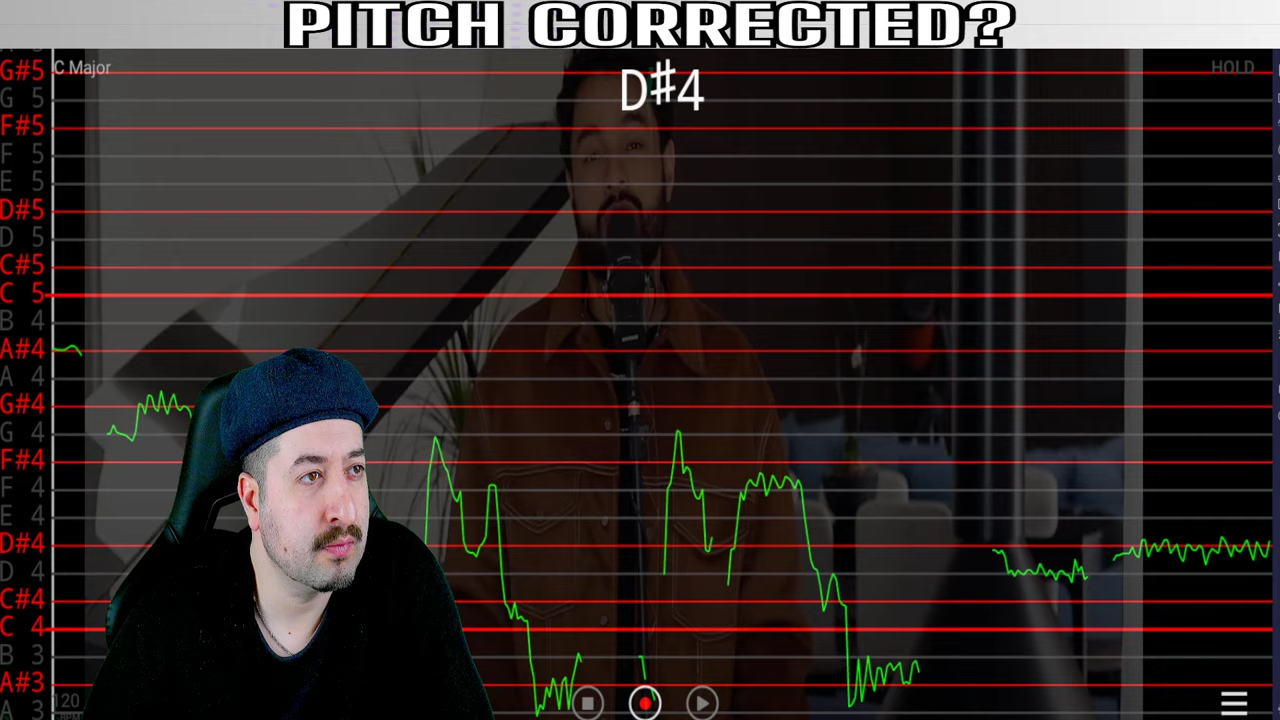 PITCH CORRECTED?
C Major
D#4
HOLD
G#5
G 5
F#5
F 5
E 5
D#5
D 5
C#5
C 5
B 4
A#4
A 4
G#4
G 4
F#4
F 4
E 4
D#4
D 4
C#4
C 4
B 3
A#3
A 3
120
BPM